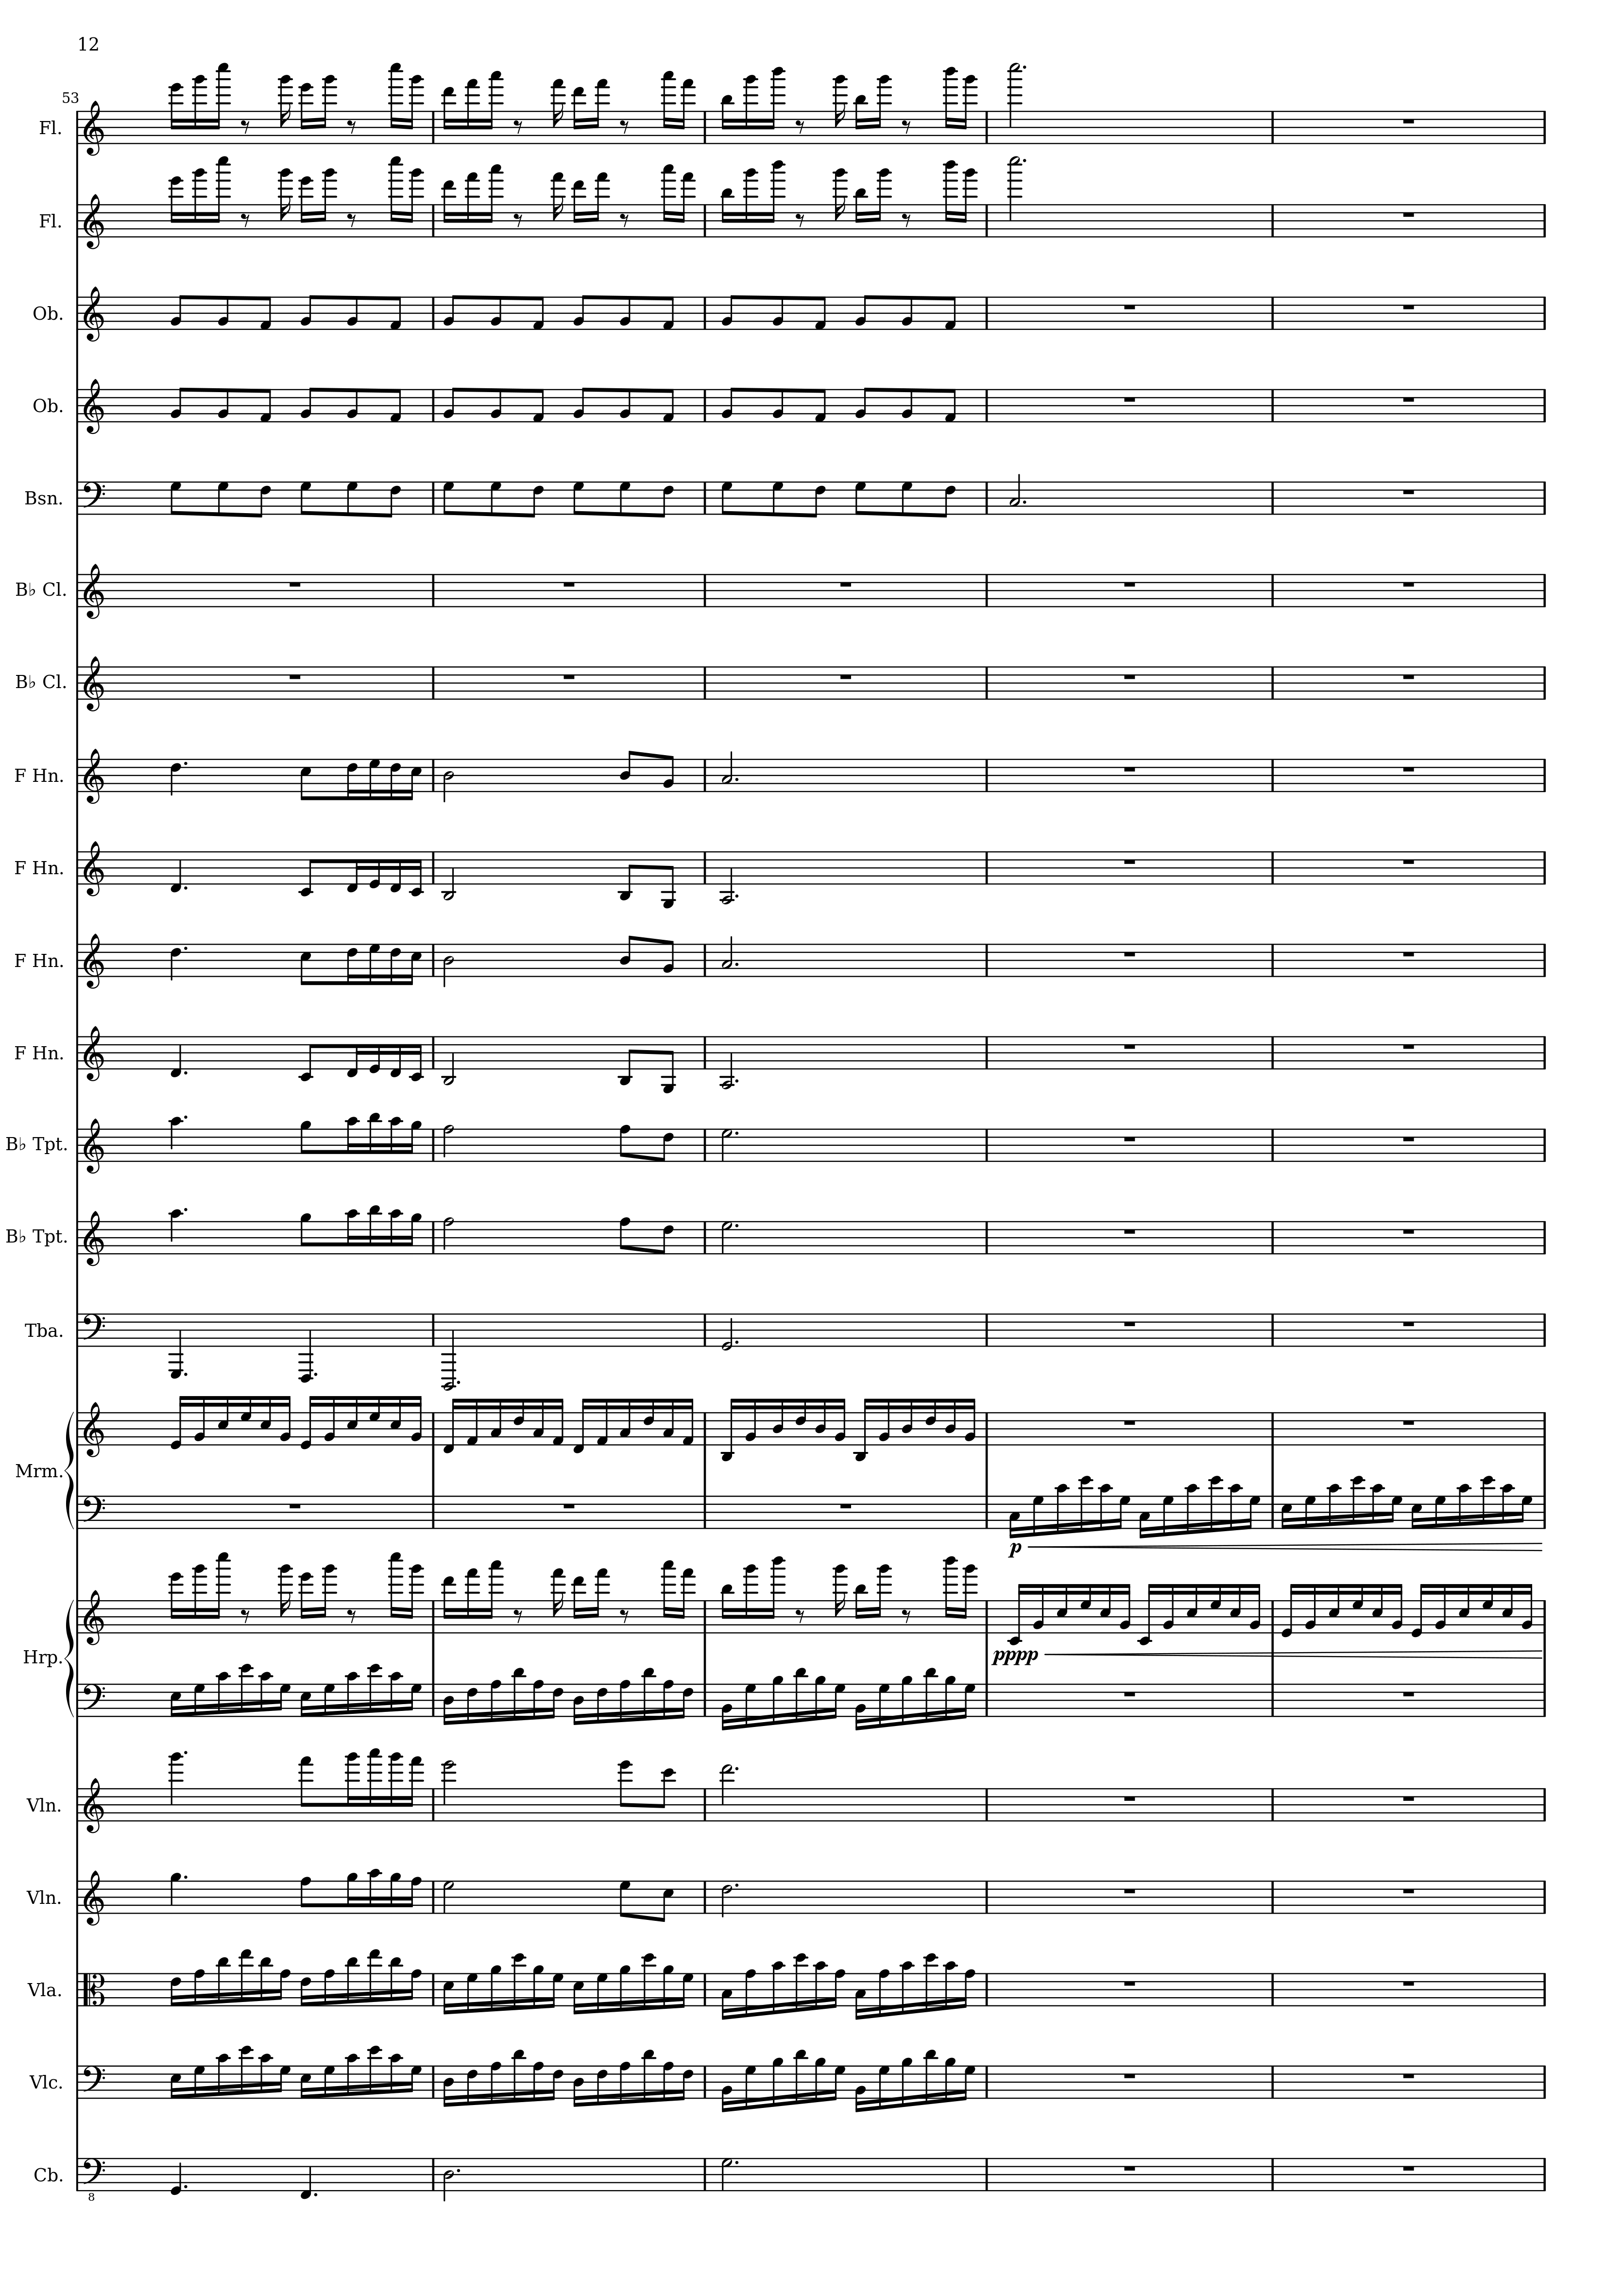 12
53
Fl.
Fl.
Ob.
Ob.
Bsn.
B♭ Cl.
B♭ Cl.
F Hn.
F Hn.
F Hn.
F Hn.
B♭ Tpt.
B♭ Tpt.
Tba.
Mrm.
p
Hrp.
pppp
Vln.
Vln.
Vla.
Vlc.
Cb.
8